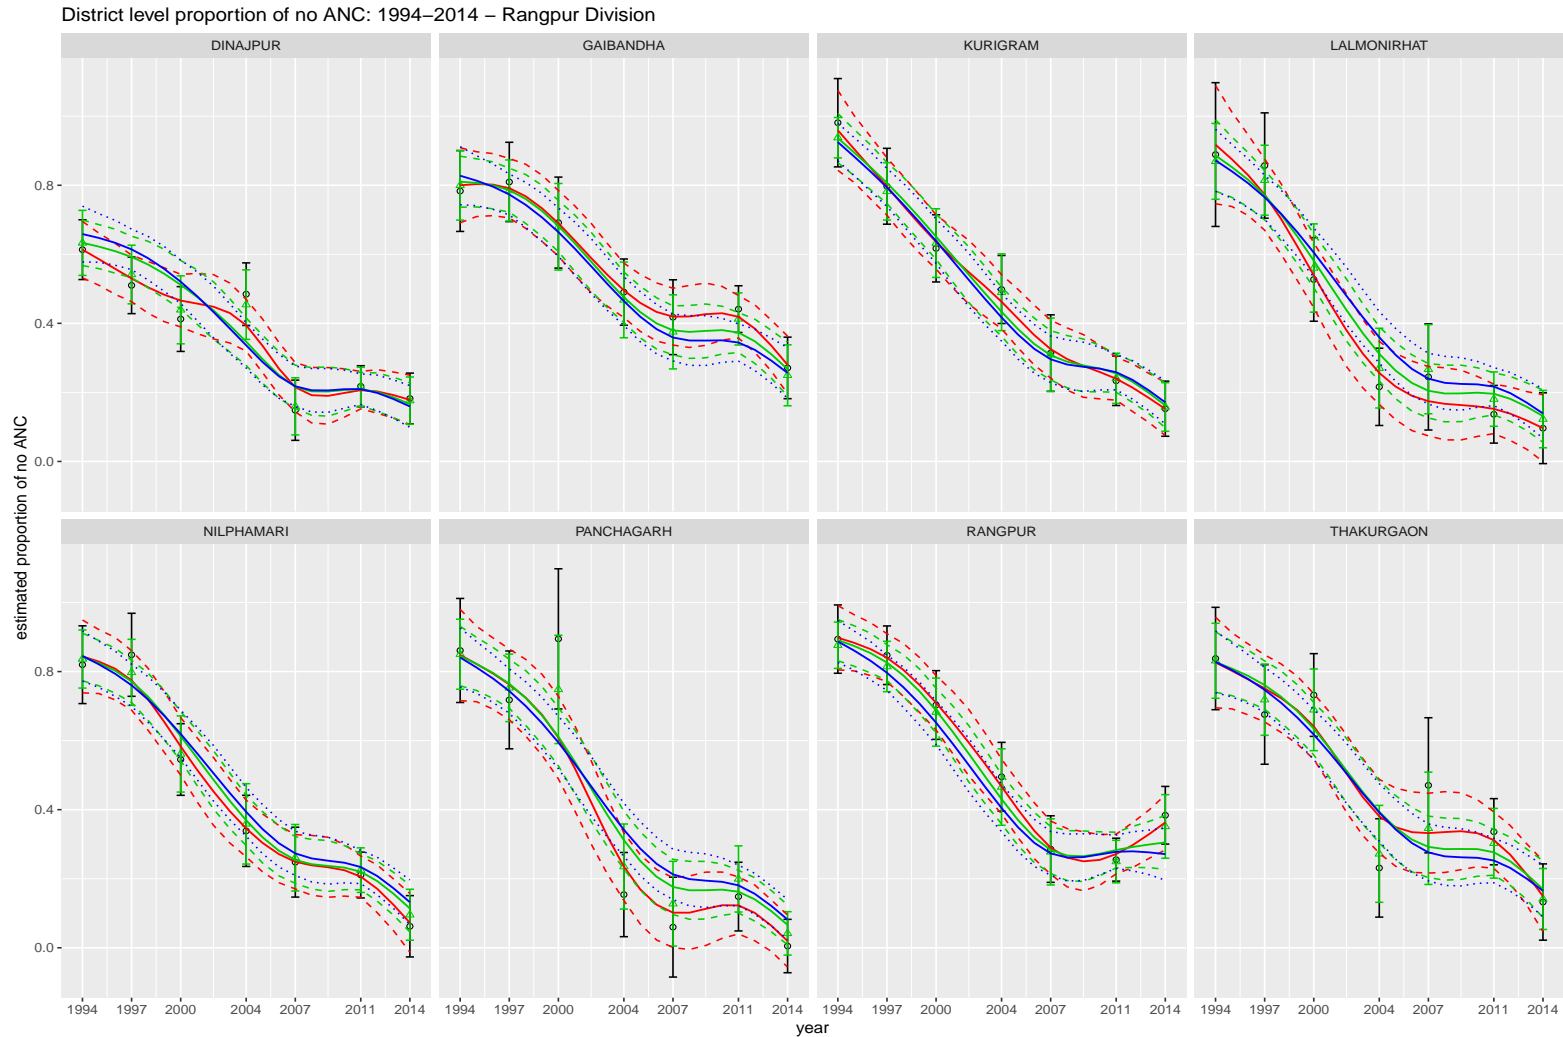 District level proportion of no ANC: 1994–2014 – Rangpur Division
DINAJPUR GAIBANDHA KURIGRAM LALMONIRHAT
0.8
0.4
0.0
estimated proportion of no ANC
NILPHAMARI PANCHAGARH RANGPUR THAKURGAON
0.8
0.4
0.0
1994 1997 2000 2004 2007 2011 2014 1994 1997 2000 2004 2007 2011 2014 1994 1997 2000 2004 2007 2011 2014 1994 1997 2000 2004 2007 2011 2014
year